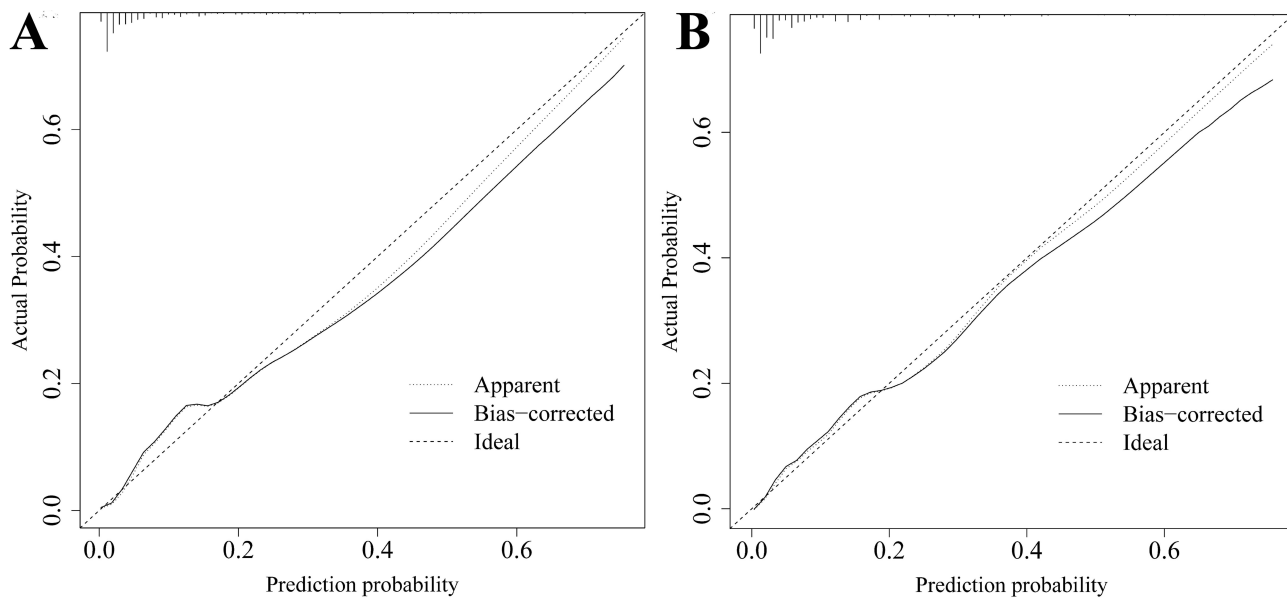 A
Actual Probability
0.6
0.4
0.2
0.0
Apparent
Bias−corrected
Ideal
0.0 0.2 0.4 0.6
Prediction probability
B
Actual Probability
0.6
0.4
0.2
0.0
Apparent
Bias−corrected
Ideal
0.0 0.2 0.4 0.6
Prediction probability